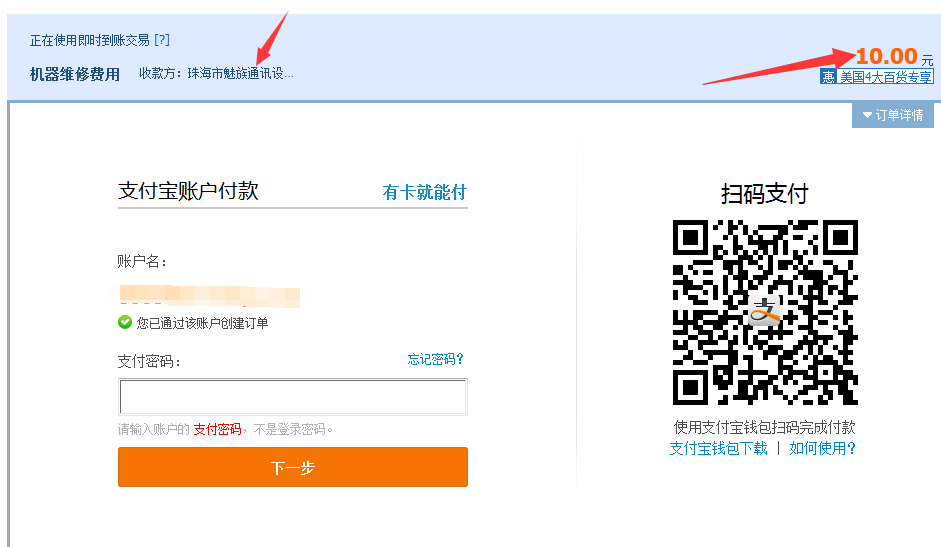 正在使用即时到账交易 [?]
机器维修费用 收款方：珠海市魅族通讯设...
10.00 元
惠 美国4大百货专享
订单详情
支付宝账户付款 有卡就能付
账户名：
您已通过该账户创建订单
支付密码： 忘记密码？
请输入账户的 支付密码，不是登录密码。
下一步
扫码支付
支
使用支付宝钱包扫码完成付款
支付宝钱包下载 | 如何使用？